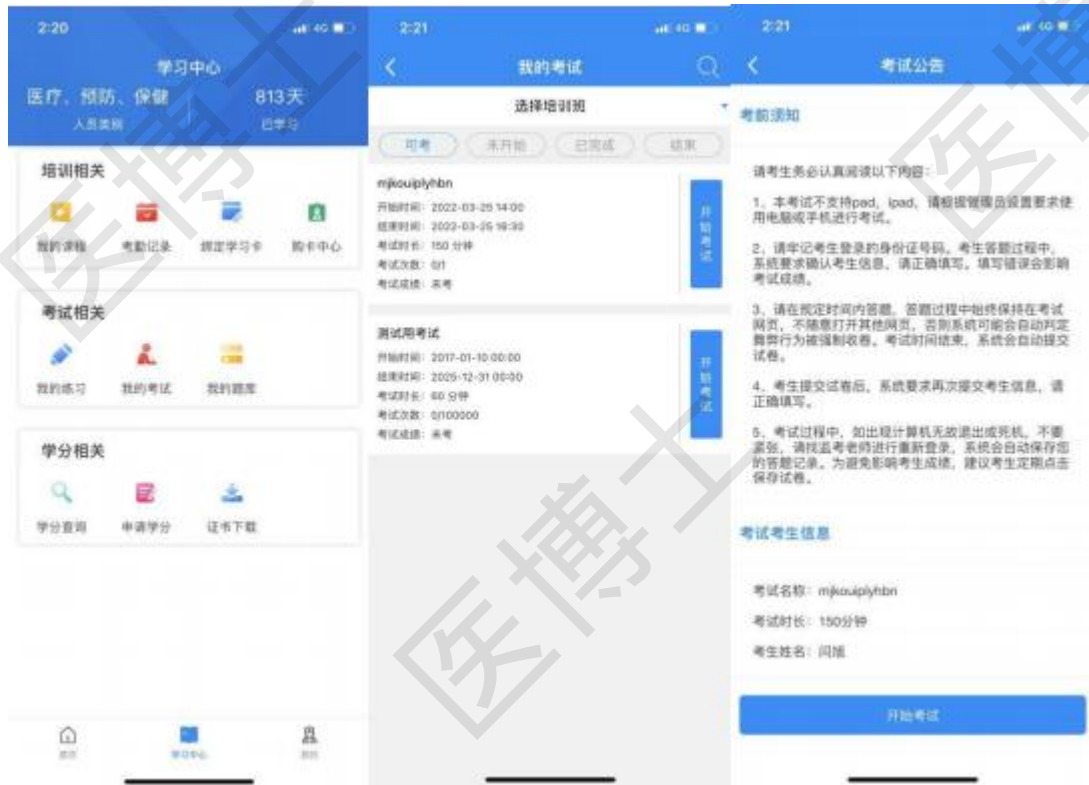 2:20
4G
学习中心
医疗、预防、保健
813天
人员类别
已学习
培训相关
我的课程
考勤记录
绑定学习卡
购卡中心
考试相关
我的练习
我的考试
我的题库
学分相关
学分查询
申请学分
证书下载
首页
学习中心
我的
2:21
4G
我的考试
选择培训班
可考
未开始
已完成
结束
mjkouiplyhbn
开始时间：2022-03-25 14:00
结束时间：2022-03-25 16:30
考试时长：150 分钟
考试次数：0/1
考试成绩：未考
开始考试
测试用考试
开始时间：2017-01-10 00:00
结束时间：2025-12-31 00:00
考试时长：60 分钟
考试次数：0/100000
考试成绩：未考
开始考试
2:21
4G
考试公告
考前须知
请考生务必认真阅读以下内容：
1、本考试不支持pad，ipad，请根据管理员设置要求使
用电脑或手机进行考试。
2、请牢记考生登录的身份证号码。考生答题过程中，
系统要求确认考生信息，请正确填写。填写错误会影响
考试成绩。
3、请在规定时间内答题，答题过程中始终保持在考试
网页，不随意打开其他网页，否则系统可能会自动判定
舞弊行为被强制收卷。考试时间结束，系统会自动提交
试卷。
4、考生提交试卷后，系统要求再次提交考生信息，请
正确填写。
5、考试过程中，如出现计算机无故退出或死机，不要
紧张，请找监考老师进行重新登录，系统会自动保存您
的答题记录。为避免影响考生成绩，建议考生定期点击
保存试卷。
考试考生信息
考试名称：mjkouiplyhbn
考试时长：150分钟
考生姓名：闫旭
开始考试
医博士
医博士